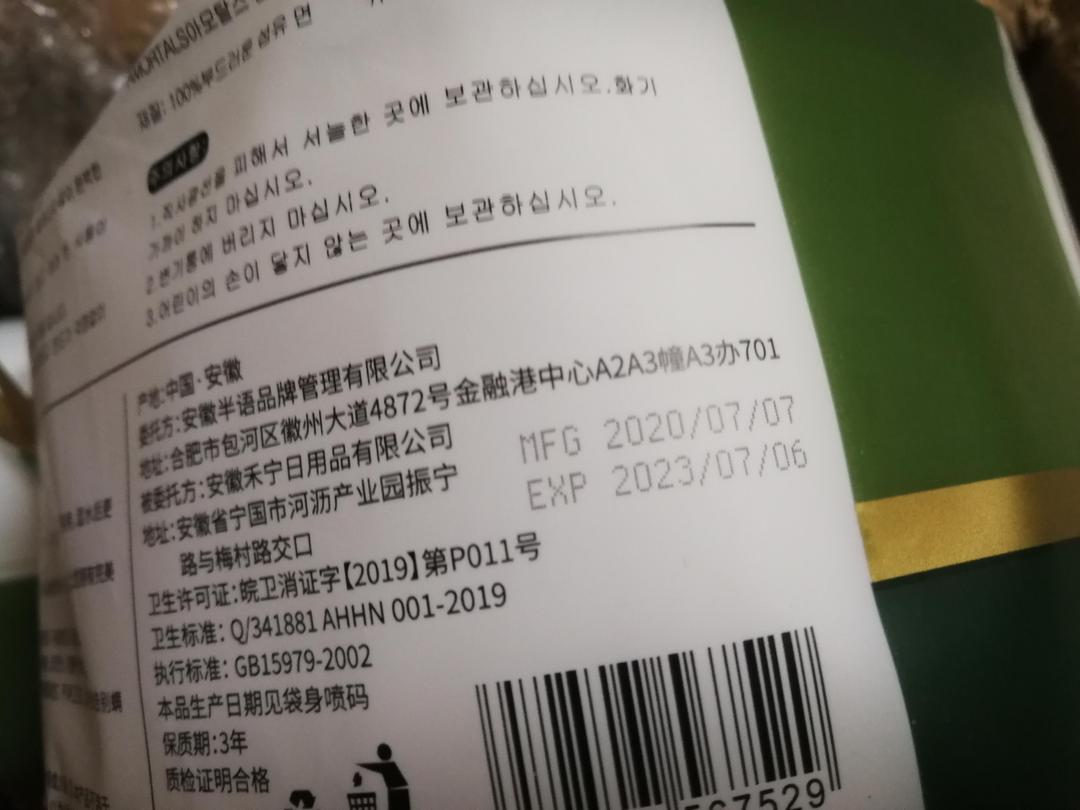 재질: 100%부드러운 섬유 면
주의사항
1. 직사광선을 피해서 서늘한 곳에 보관하십시오.화기
가까이 하지 마십시오.
2.변기통에 버리지 마십시오.
3.어린이의 손이 닿지 않는 곳에 보관하십시오.
产地:中国·安徽
委托方:安徽半语品牌管理有限公司
地址:合肥市包河区徽州大道4872号金融港中心A2A3幢A3办701
被委托方:安徽禾宁日用品有限公司
地址:安徽省宁国市河沥产业园振宁
路与梅村路交口
MFG 2020/07/07
EXP 2023/07/06
卫生许可证:皖卫消证字【2019】第P011号
卫生标准: Q/341881 AHHN 001-2019
执行标准: GB15979-2002
本品生产日期见袋身喷码
保质期:3年
质检证明合格
567529